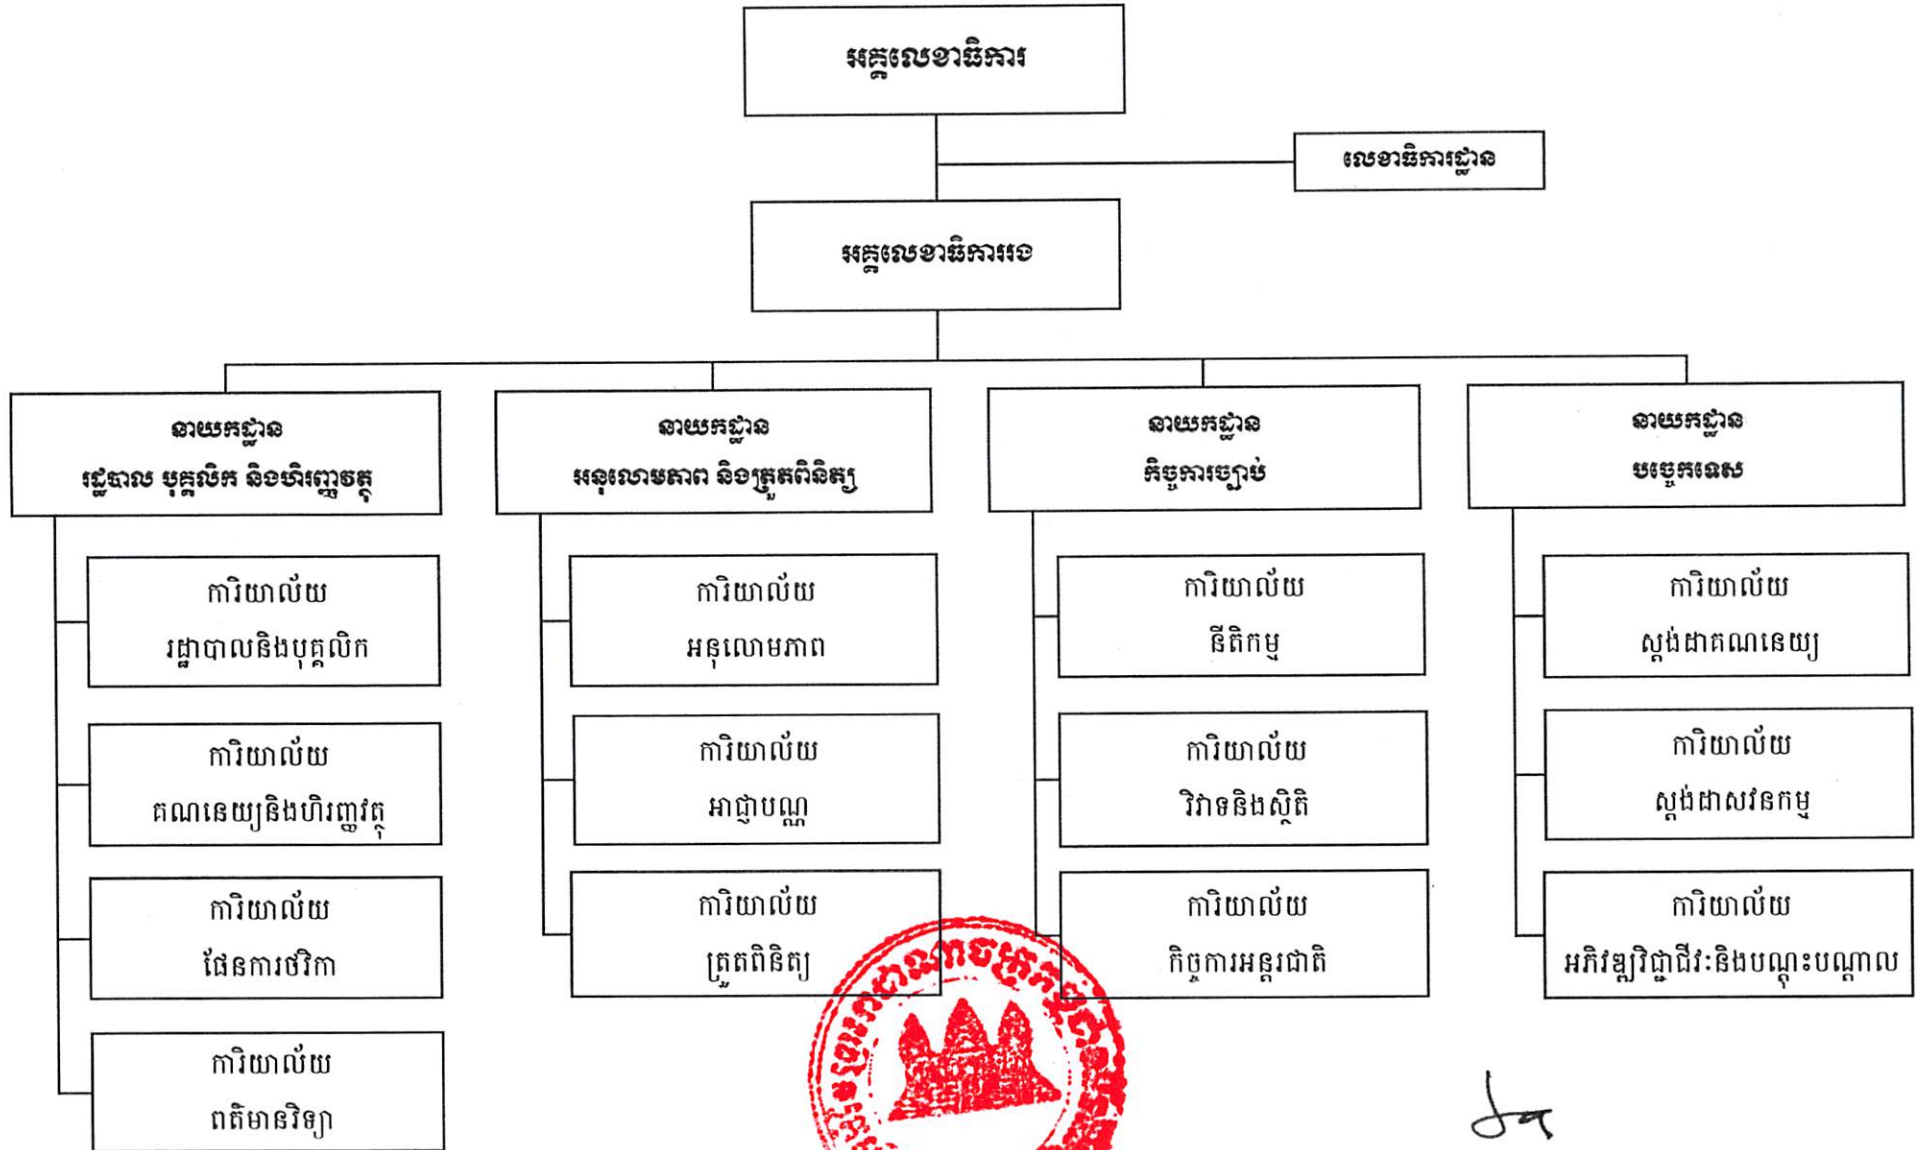 អគ្គលេខាធិការ
លេខាធិការដ្ឋាន
អគ្គលេខាធិការរង
នាយកដ្ឋាន
រដ្ឋបាល បុគ្គលិក និងហិរញ្ញវត្ថុ
នាយកដ្ឋាន
អនុលោមភាព និងត្រួតពិនិត្យ
នាយកដ្ឋាន
កិច្ចការច្បាប់
នាយកដ្ឋាន
បច្ចេកទេស
ការិយាល័យ
រដ្ឋាបាលនិងបុគ្គលិក
ការិយាល័យ
គណនេយ្យនិងហិរញ្ញវត្ថុ
ការិយាល័យ
ផែនការថវិកា
ការិយាល័យ
ពត៌មានវិទ្យា
ការិយាល័យ
អនុលោមភាព
ការិយាល័យ
អាជ្ញាបណ្ណ
ការិយាល័យ
ត្រួតពិនិត្យ
ការិយាល័យ
នីតិកម្ម
ការិយាល័យ
វិវាទនិងស្ថិតិ
ការិយាល័យ
កិច្ចការអន្តរជាតិ
ការិយាល័យ
ស្តង់ដាគណនេយ្យ
ការិយាល័យ
ស្តង់ដាសវនកម្ម
ការិយាល័យ
អភិវឌ្ឍវិជ្ជាជីវៈនិងបណ្តុះបណ្តាល